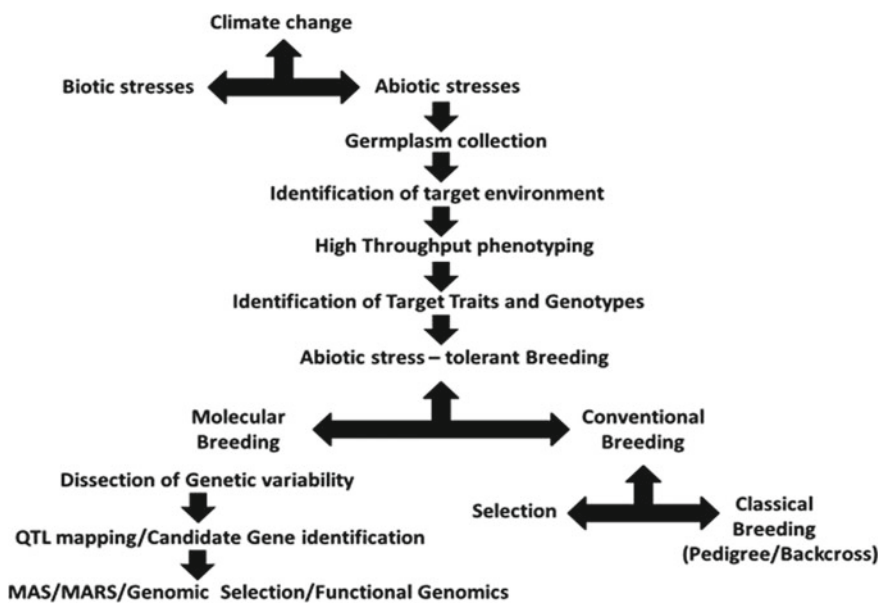 Climate change
Biotic stresses
Abiotic stresses
Germplasm collection
Identification of target environment
High Throughput phenotyping
Identification of Target Traits and Genotypes
Abiotic stress – tolerant Breeding
Molecular
Breeding
Conventional
Breeding
Dissection of Genetic variability
QTL mapping/Candidate Gene identification
MAS/MARS/Genomic Selection/Functional Genomics
Selection
Classical
Breeding
(Pedigree/Backcross)